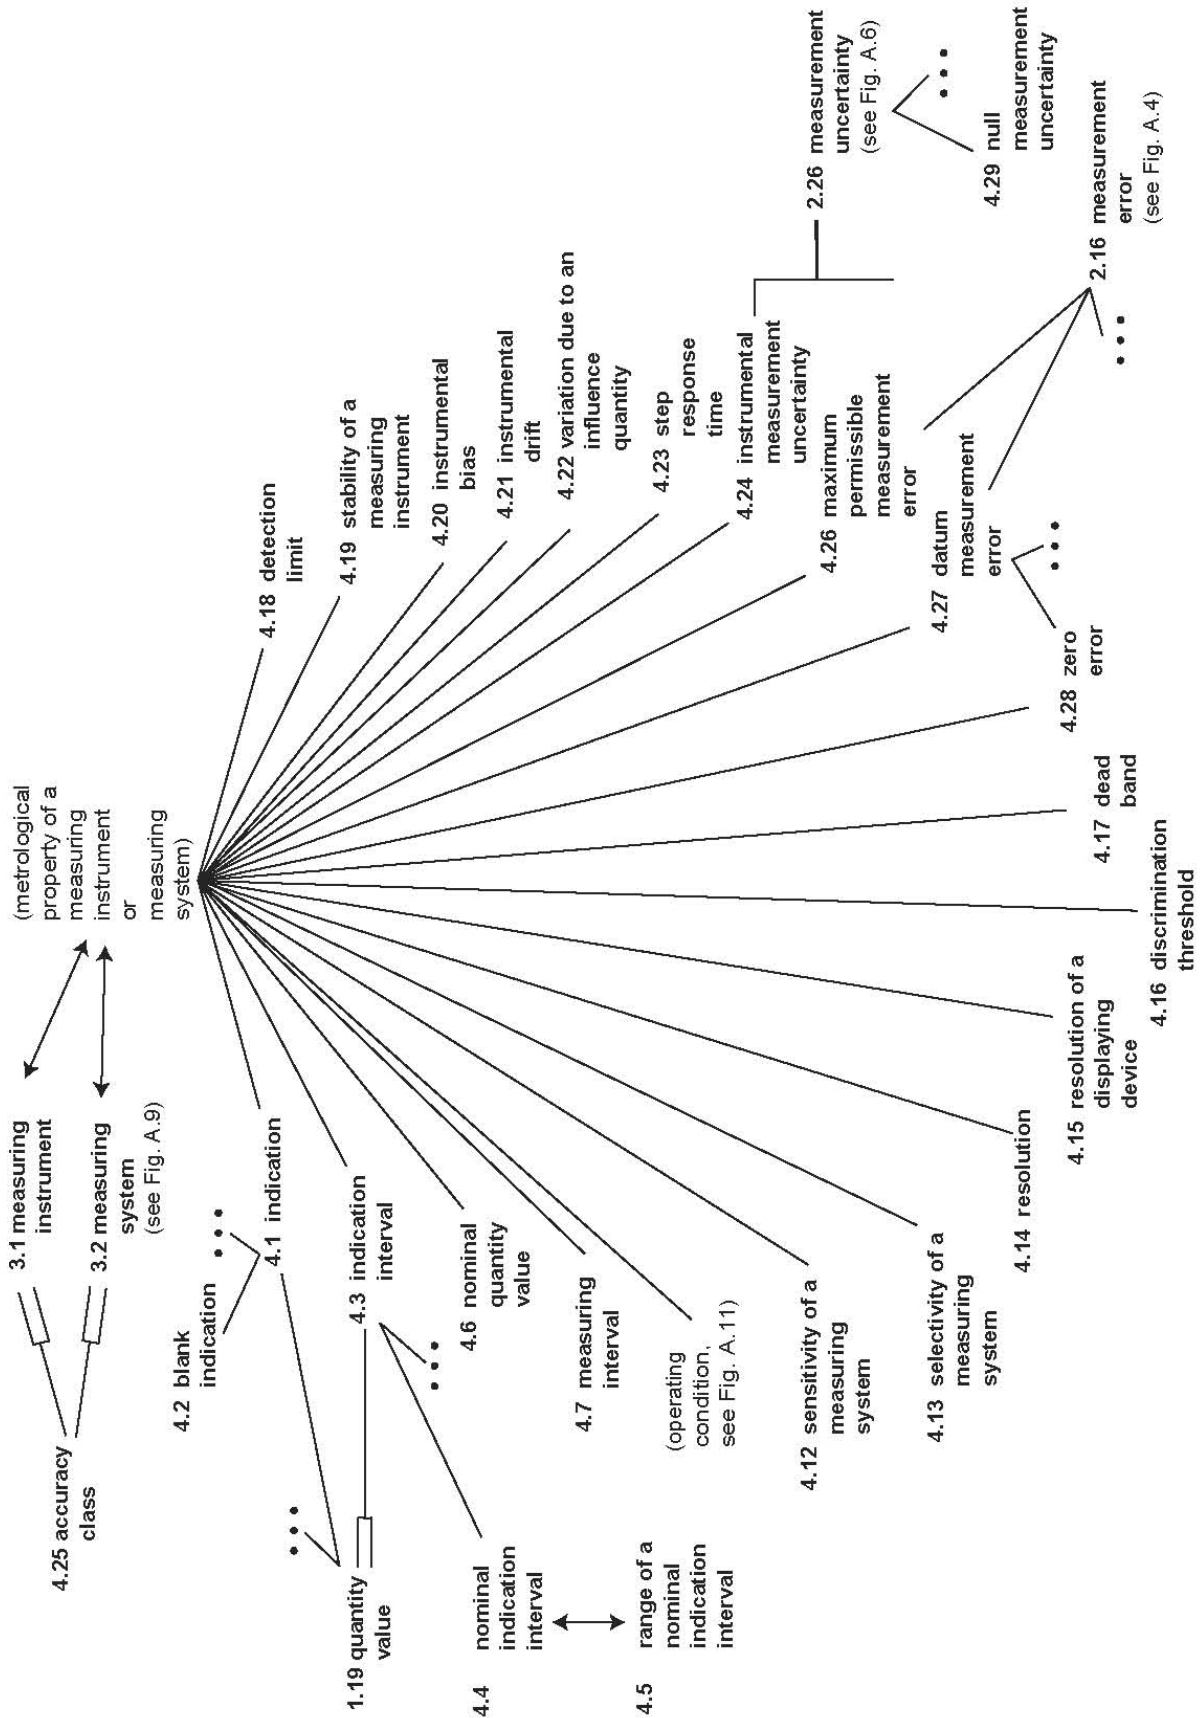 (metrological
property of a
measuring
instrument
or
measuring
system)
3.1 measuring
instrument
3.2 measuring
system
(see Fig. A.9)
4.25 accuracy
class
4.2 blank
indication
4.1 indication
1.19 quantity
value
4.3 indication
interval
4.4 nominal
indication
interval
4.5 range of a
nominal
indication
interval
4.6 nominal
quantity
value
4.7 measuring
interval
(operating
condition,
see Fig. A.11)
4.12 sensitivity of a
measuring
system
4.13 selectivity of a
measuring
system
4.14 resolution
4.15 resolution of a
displaying
device
4.16 discrimination
threshold
4.17 dead
band
4.28 zero
error
4.27 datum
measurement
error
4.26 maximum
permissible
measurement
error
2.16 measurement
error
(see Fig. A.4)
4.24 instrumental
measurement
uncertainty
2.26 measurement
uncertainty
(see Fig. A.6)
4.29 null
measurement
uncertainty
4.23 step
response
time
4.22 variation due to an
influence
quantity
4.21 instrumental
drift
4.20 instrumental
bias
4.19 stability of a
measuring
instrument
4.18 detection
limit